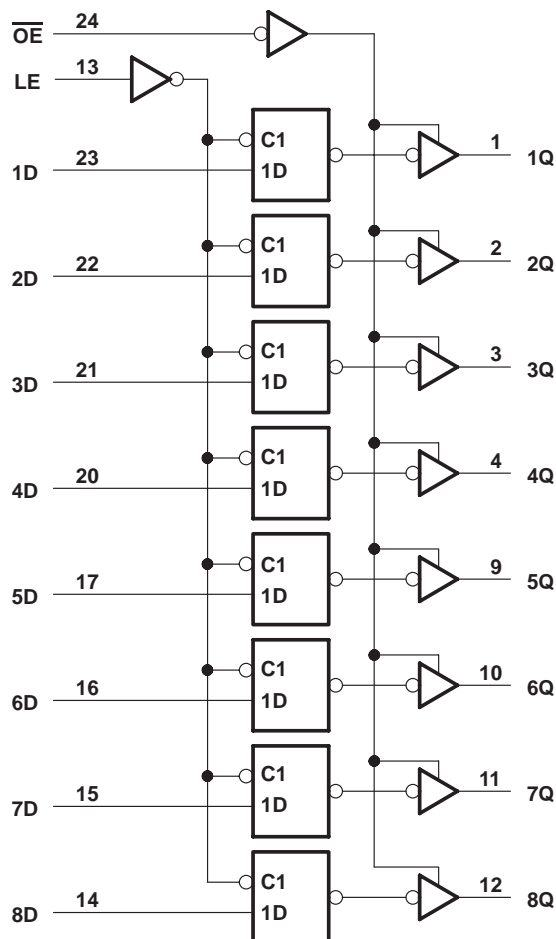 OE 24
LE 13
C1 1
1D 23 1D 1Q
C1 2
2D 22 1D 2Q
C1 3
3D 21 1D 3Q
C1 4
4D 20 1D 4Q
C1 9
5D 17 1D 5Q
C1 10
6D 16 1D 6Q
C1 11
7D 15 1D 7Q
C1 12
8D 14 1D 8Q